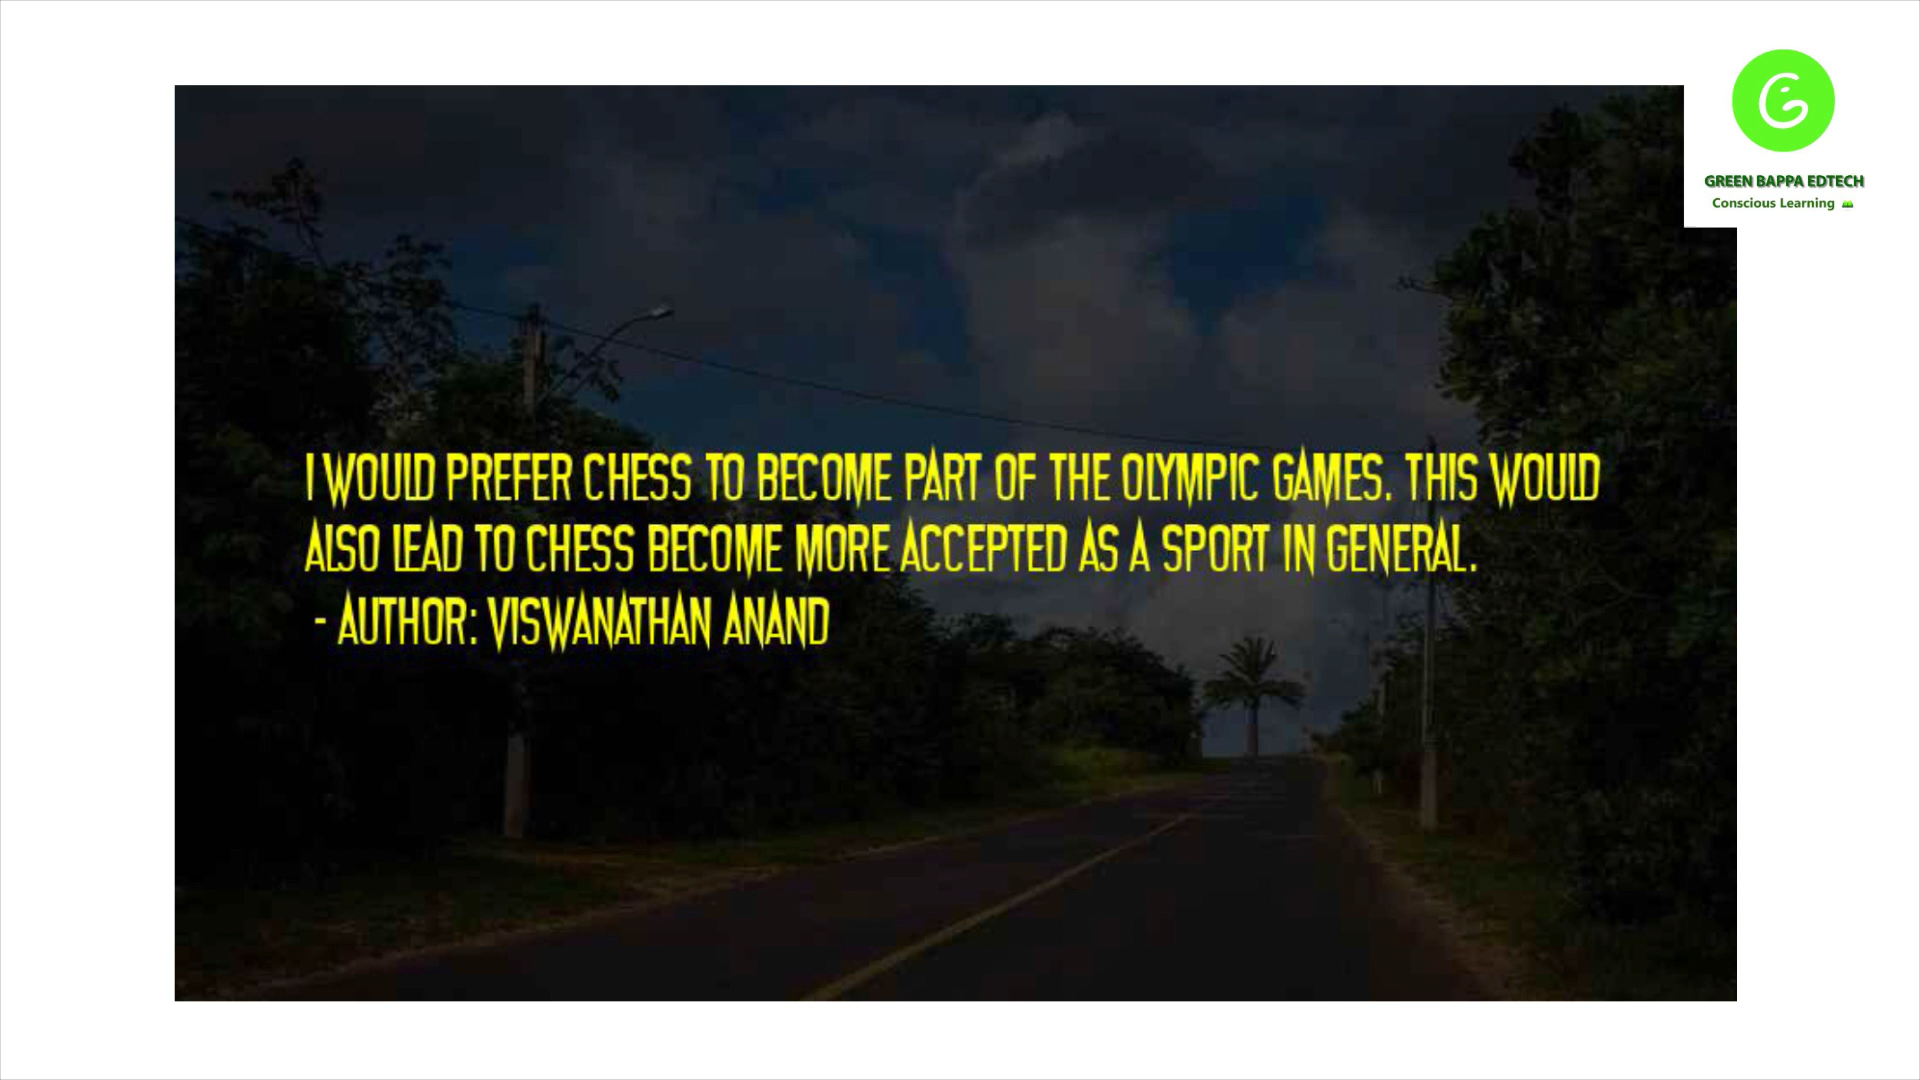 GREEN BAPPA EDTECH
Conscious Learning
I WOULD PREFER CHESS TO BECOME PART OF THE OLYMPIC GAMES. THIS WOULD
ALSO LEAD TO CHESS BECOME MORE ACCEPTED AS A SPORT IN GENERAL.
- AUTHOR: VISWANATHAN ANAND